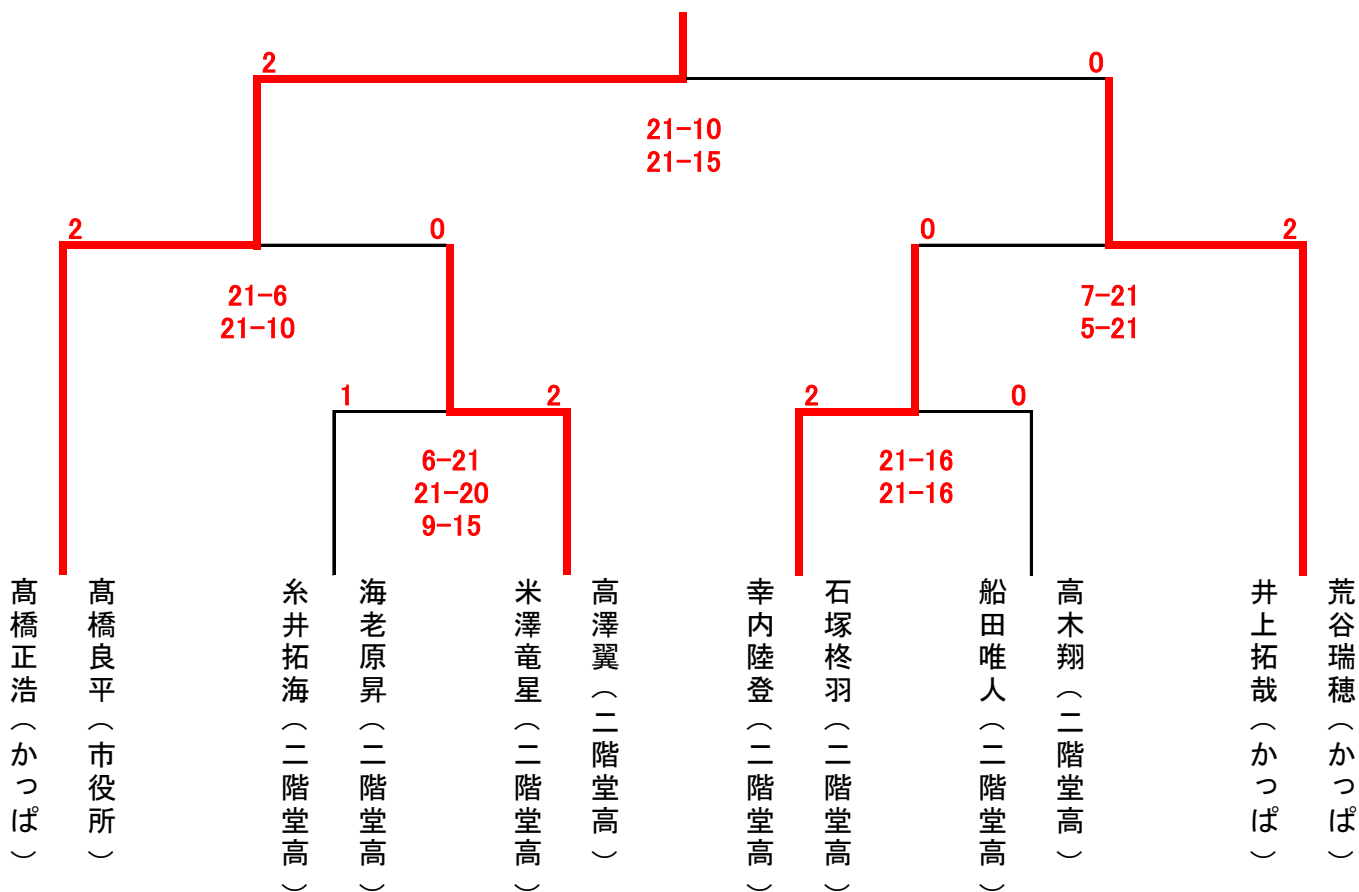 2
0
21-10
21-15
2
0
0
2
21-6
21-10
7-21
5-21
1
2
2
0
6-21
21-20
9-15
21-16
21-16
髙橋正浩（かっぱ）
髙橋良平（市役所）
糸井拓海（二階堂高）
海老原昇（二階堂高）
米澤竜星（二階堂高）
高澤翼（二階堂高）
幸内陸登（二階堂高）
石塚柊羽（二階堂高）
船田唯人（二階堂高）
高木翔（二階堂高）
井上拓哉（かっぱ）
荒谷瑞穂（かっぱ）